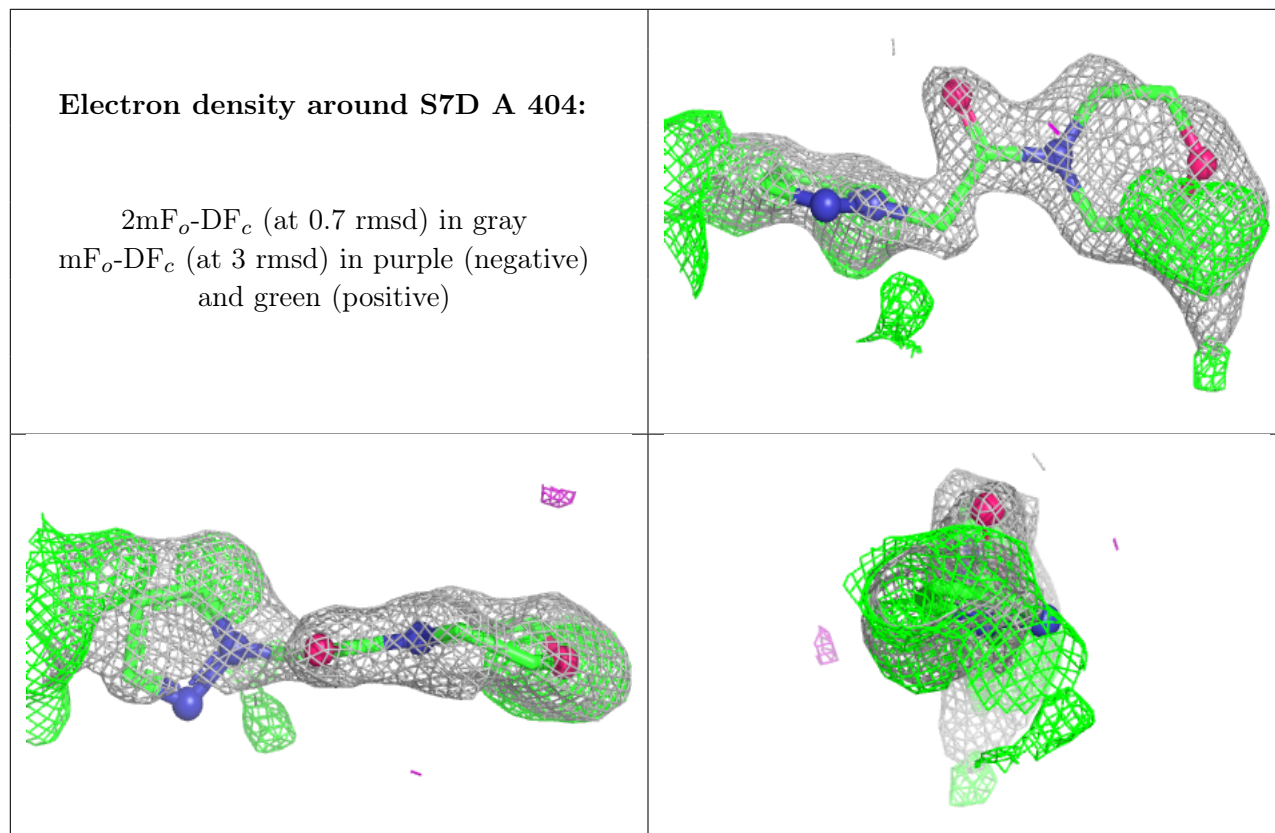 Electron density around S7D A 404:
2mFₒ-DF𝒸 (at 0.7 rmsd) in gray
mFₒ-DF𝒸 (at 3 rmsd) in purple (negative)
and green (positive)